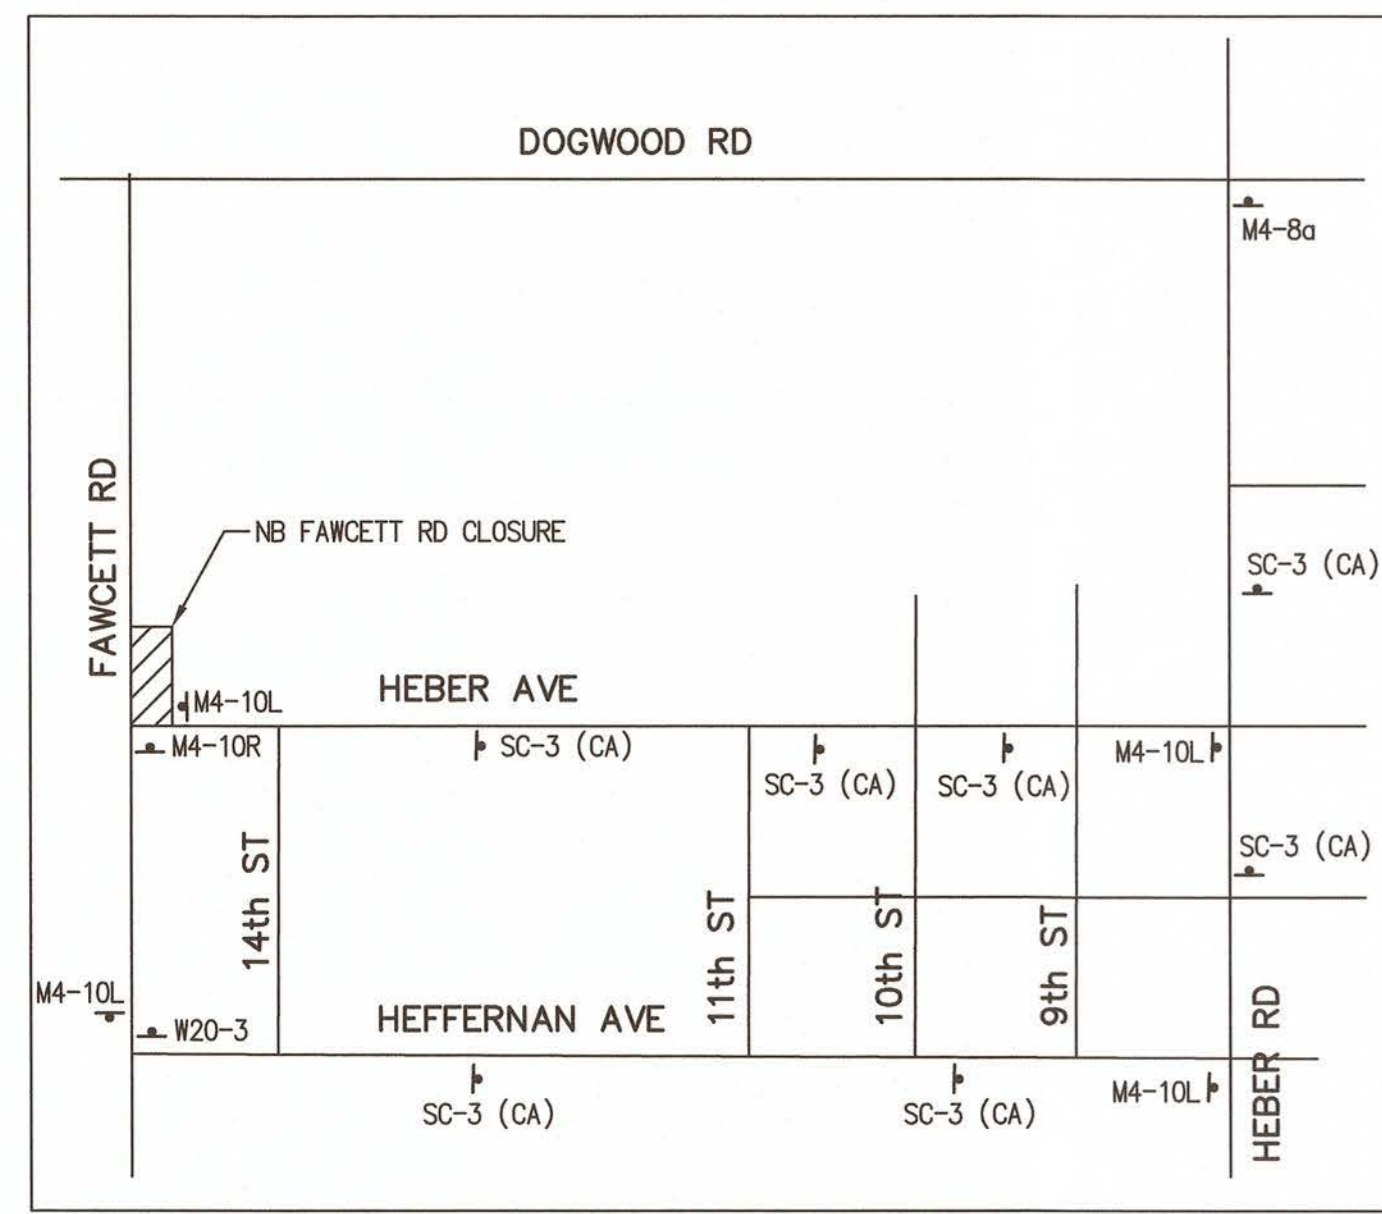 DOGWOOD RD
M4-8a
FAWCETT RD
NB FAWCETT RD CLOSURE
SC-3 (CA)
HEBER AVE
M4-10L
M4-10R
SC-3 (CA)
SC-3 (CA)
SC-3 (CA)
M4-10L
SC-3 (CA)
14th ST
11th ST
10th ST
9th ST
M4-10L
W20-3
HEFFERNAN AVE
HEBER RD
SC-3 (CA)
SC-3 (CA)
M4-10L